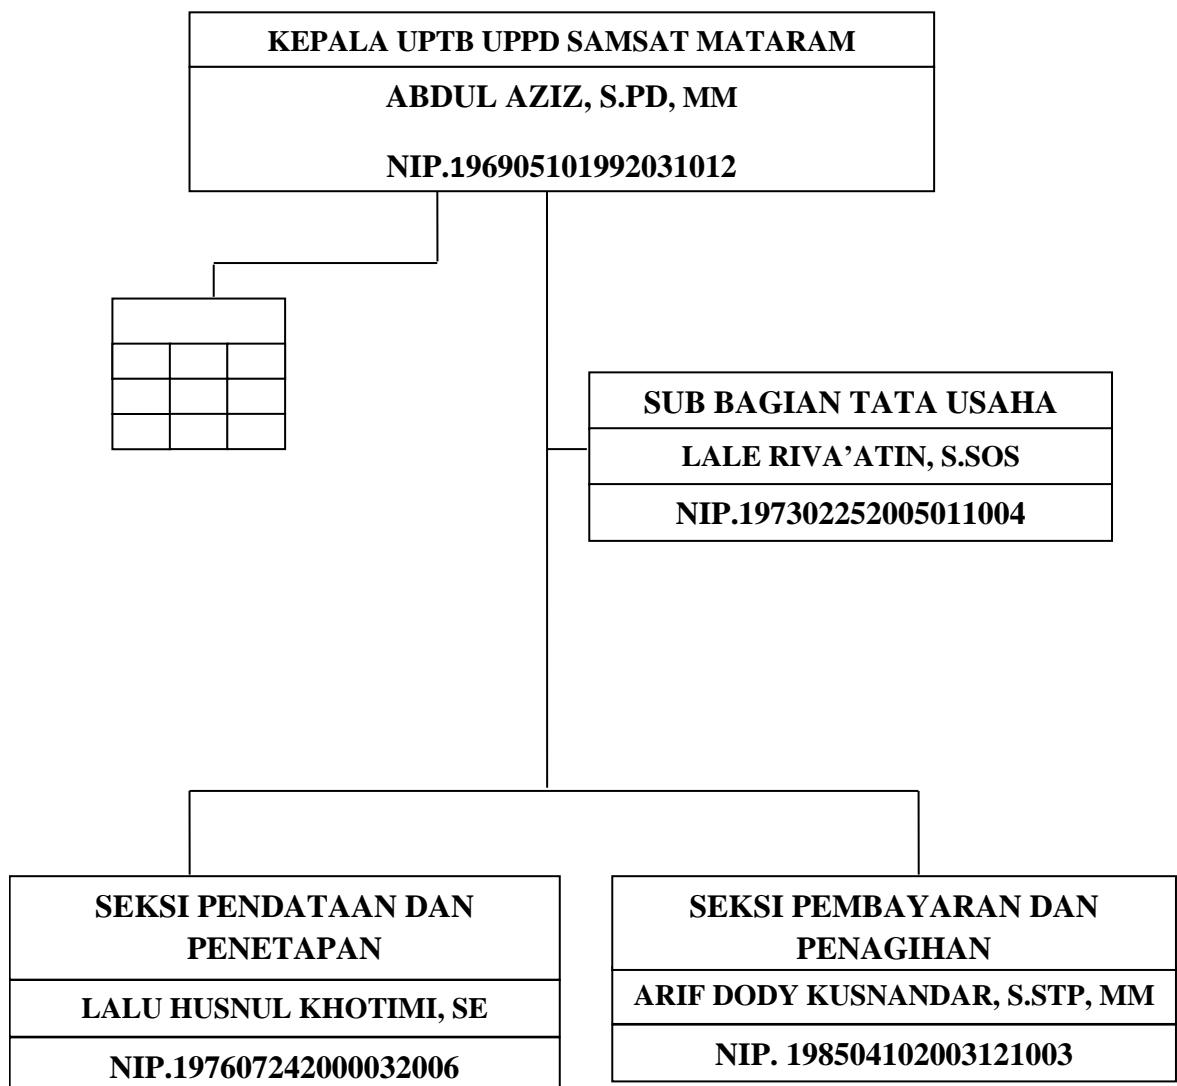 KEPALA UPTB UPPD SAMSAT MATARAM
ABDUL AZIZ, S.PD, MM
NIP.196905101992031012
SUB BAGIAN TATA USAHA
LALE RIVA’ATIN, S.SOS
NIP.197302252005011004
SEKSI PENDATAAN DAN
PENETAPAN
LALU HUSNUL KHOTIMI, SE
NIP.197607242000032006
SEKSI PEMBAYARAN DAN
PENAGIHAN
ARIF DODY KUSNANDAR, S.STP, MM
NIP. 198504102003121003